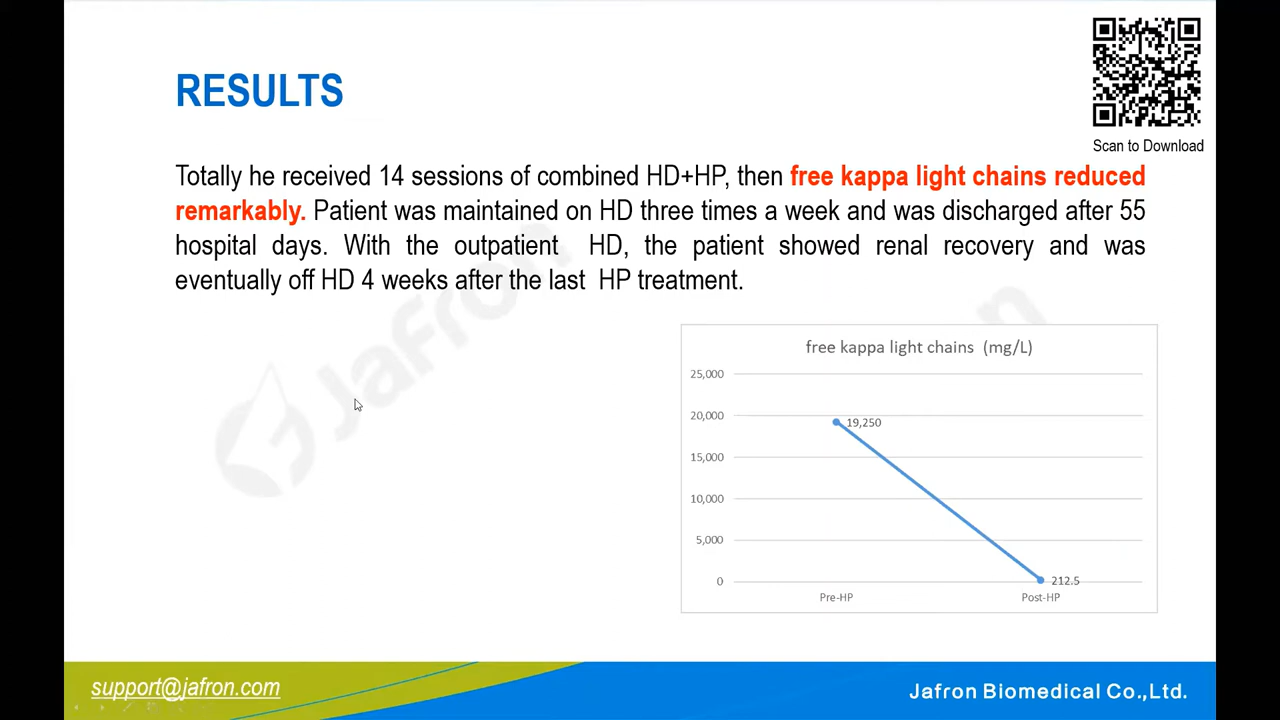 Scan to Download
RESULTS
Totally he received 14 sessions of combined HD+HP, then free kappa light chains reduced
remarkably. Patient was maintained on HD three times a week and was discharged after 55
hospital days. With the outpatient HD, the patient showed renal recovery and was
eventually off HD 4 weeks after the last HP treatment.
Jafron
on
free kappa light chains (mg/L)
25,000
20,000
19,250
15,000
10,000
5,000
0
212.5
Pre-HP
Post-HP
support@jafron.com
Jafron Biomedical Co.,Ltd.